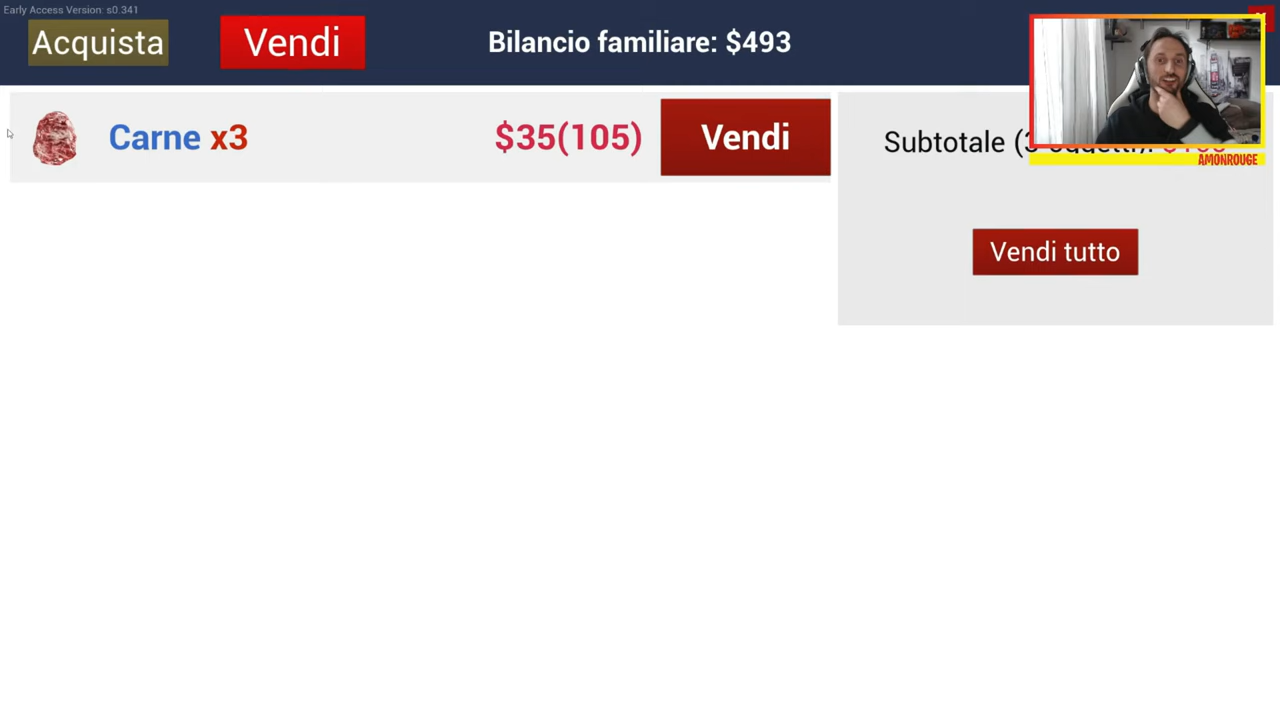 Early Access Version: s0.341
Acquista
Vendi
Bilancio familiare: $493
Carne x3
$35(105)
Vendi
Subtotale (3
AMONROUGE
Vendi tutto